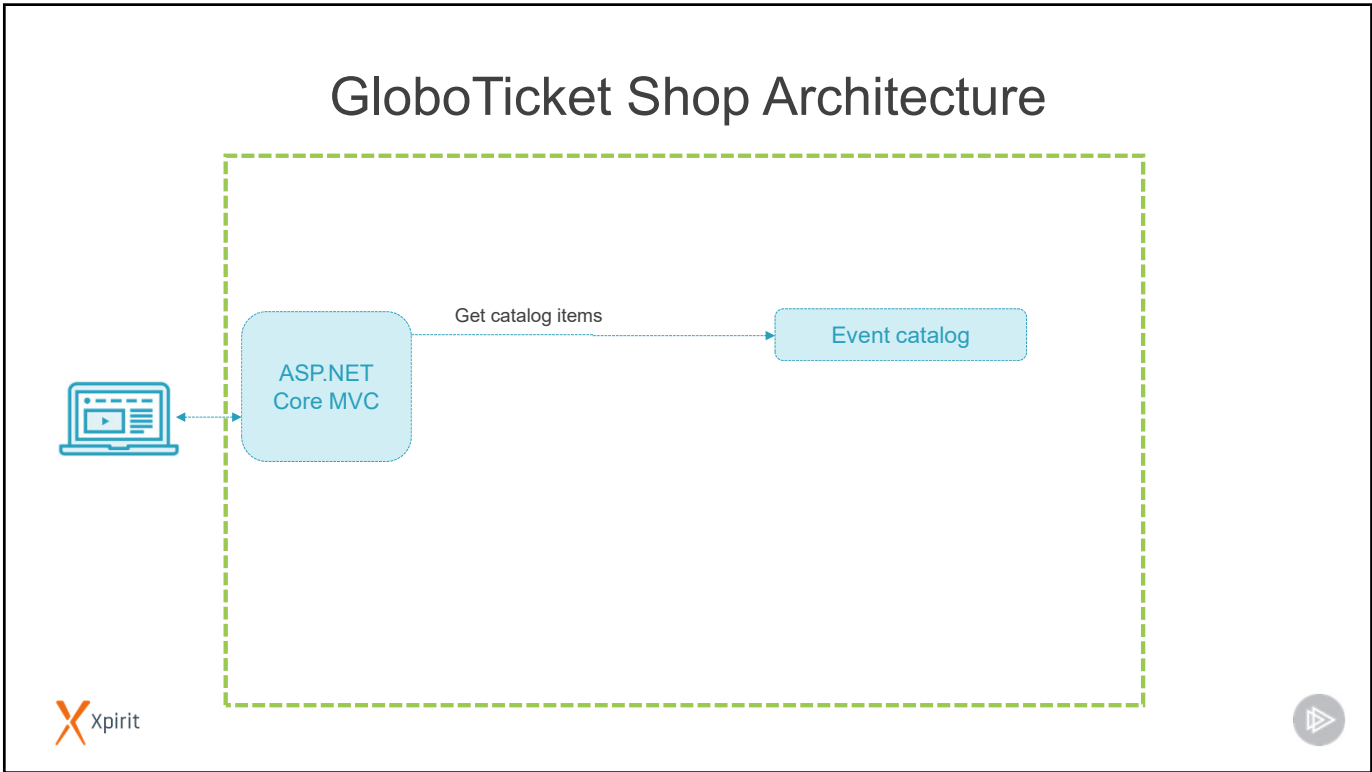 GloboTicket Shop Architecture
Get catalog items
Event catalog
ASP.NET
Core MVC
Xpirit